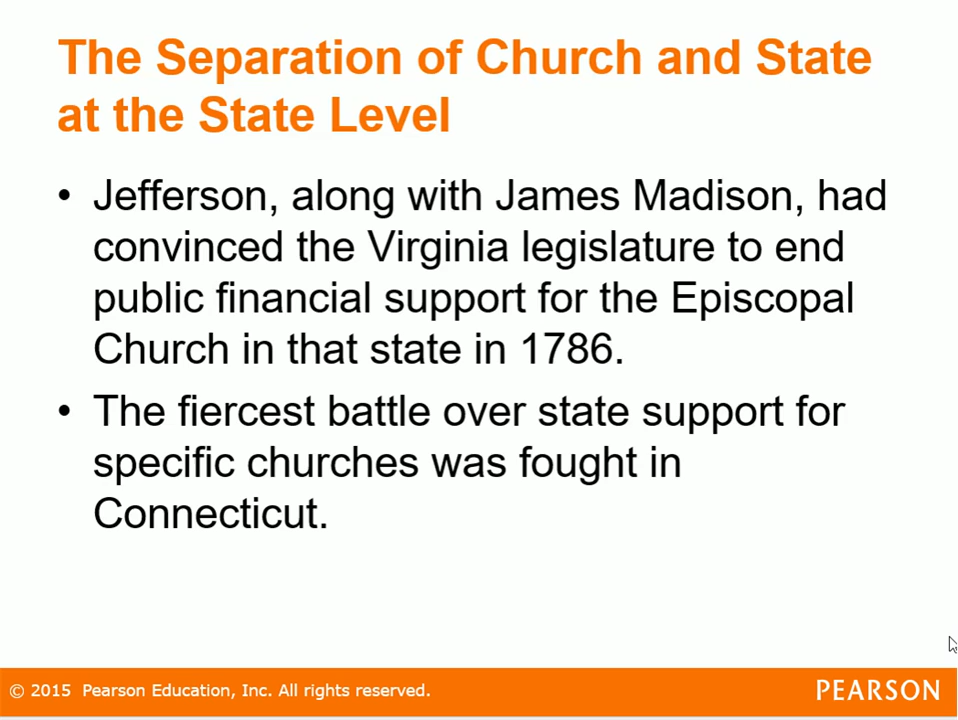 The Separation of Church and State
at the State Level
• Jefferson, along with James Madison, had
convinced the Virginia legislature to end
public financial support for the Episcopal
Church in that state in 1786.
• The fiercest battle over state support for
specific churches was fought in
Connecticut.
© 2015 Pearson Education, Inc. All rights reserved.
PEARSON